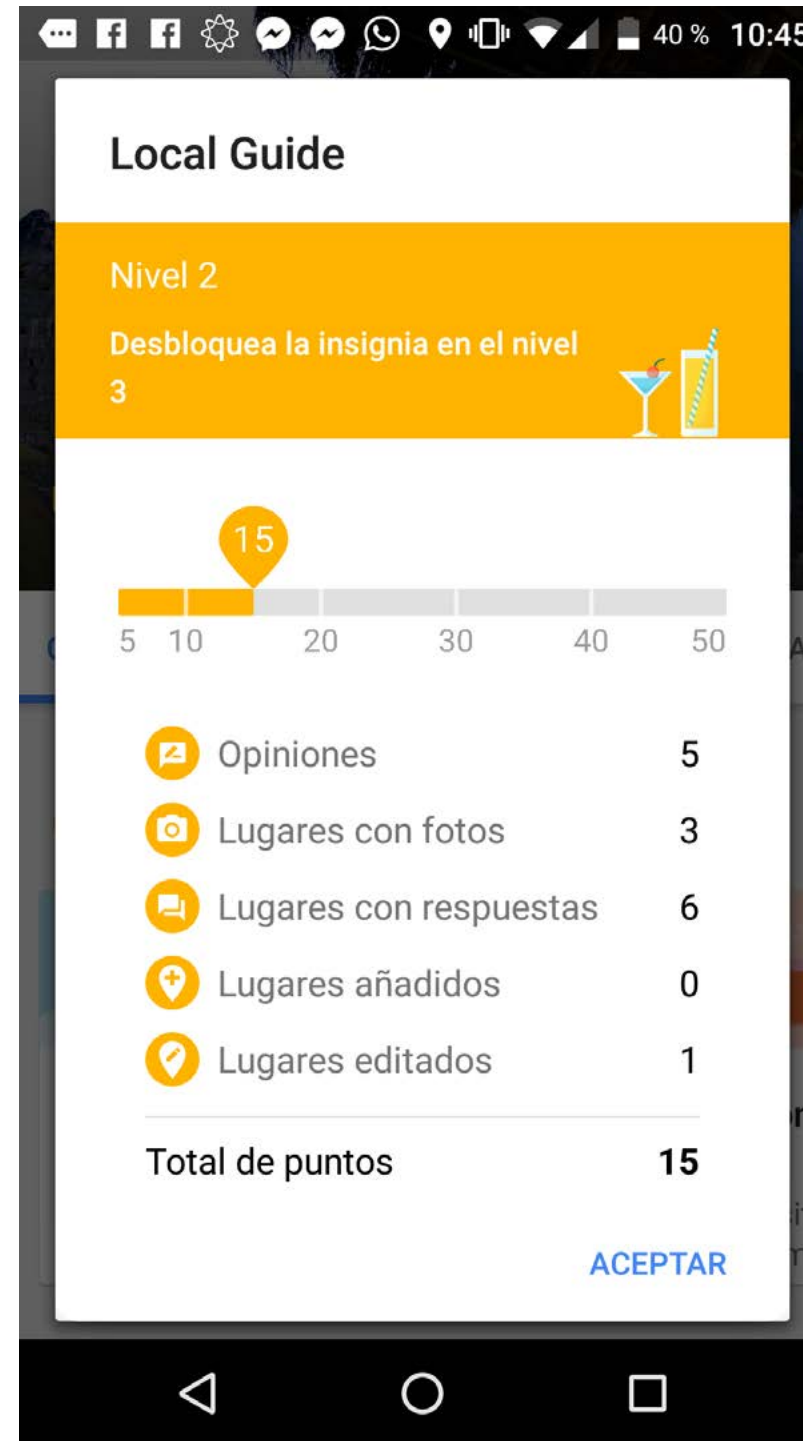 40 % 10:45
Local Guide
Nivel 2
Desbloquea la insignia en el nivel
3
15
5 10 20 30 40 50
Opiniones 5
Lugares con fotos 3
Lugares con respuestas 6
Lugares añadidos 0
Lugares editados 1
Total de puntos 15
ACEPTAR